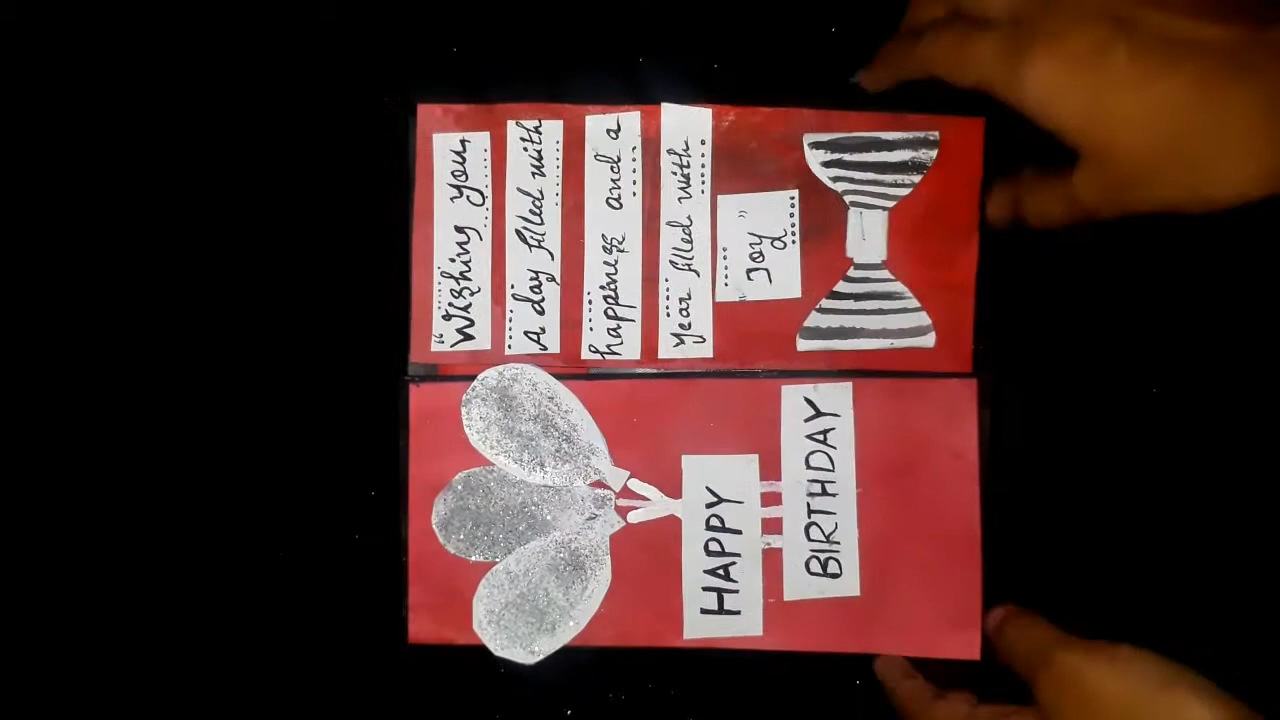 HAPPY
BIRTHDAY
"Wishing you,
A day filled with
happiness and a
year filled with
"Joy"